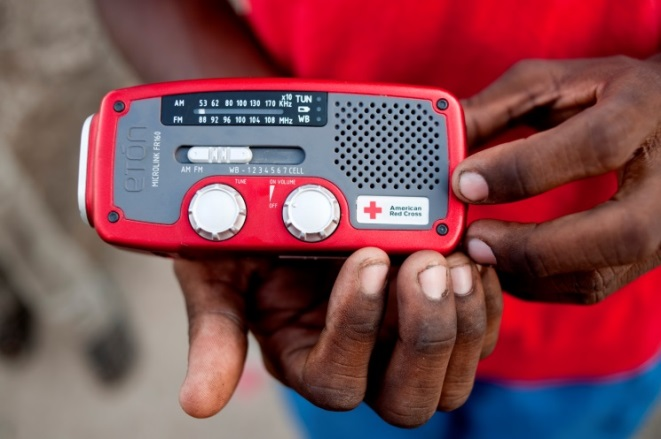 AM 53 62 80 100 130 170 x10 KHz TUN
FM 88 92 96 100 104 108 MHz WB
etón
MICROLINK FR160
AM FM WB - 1 2 3 4 5 6 7 CELL
TUNE
ON VOLUME
OFF
American
Red Cross